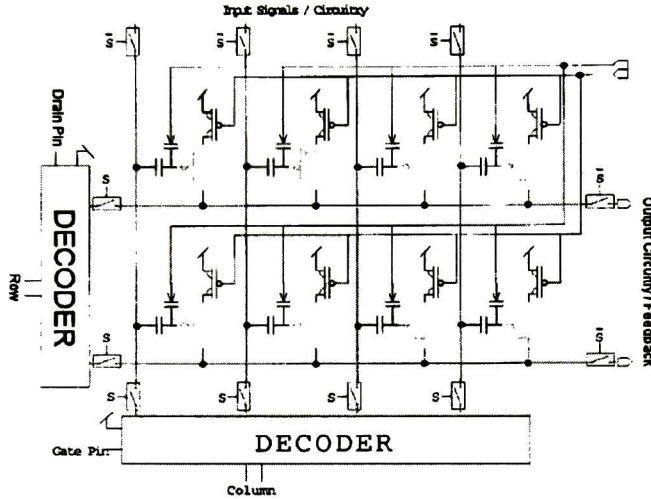 Input Signals / Circuitry
S̅
S̅
S̅
S̅
Drain Pin
DECODER
Row
S
S̅
Output Circuitry / Feedback
S
S̅
S
S
S
S
Gate Pin
DECODER
Column